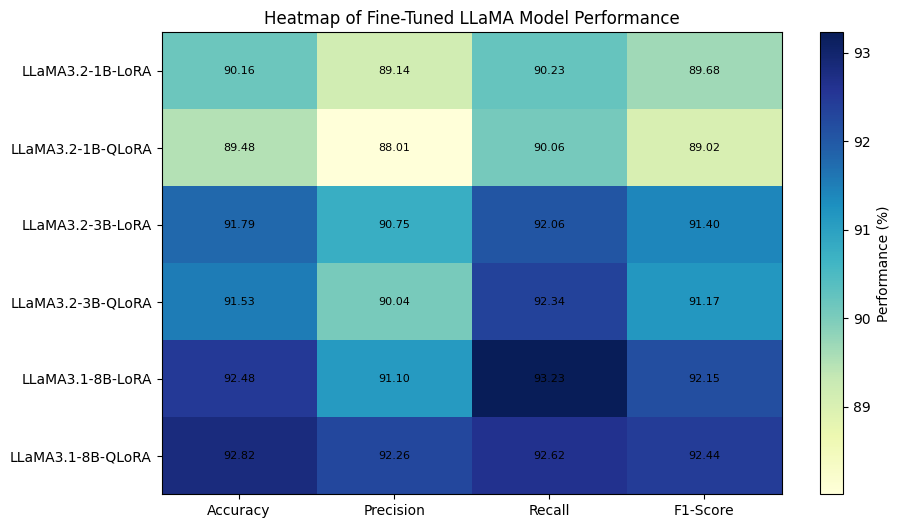 Heatmap of Fine-Tuned LLaMA Model Performance
LLaMA3.2-1B-LoRA 90.16 89.14 90.23 89.68
LLaMA3.2-1B-QLoRA 89.48 88.01 90.06 89.02
LLaMA3.2-3B-LoRA 91.79 90.75 92.06 91.40
LLaMA3.2-3B-QLoRA 91.53 90.04 92.34 91.17
LLaMA3.1-8B-LoRA 92.48 91.10 93.23 92.15
LLaMA3.1-8B-QLoRA 92.82 92.26 92.62 92.44
Accuracy Precision Recall F1-Score
93
92
91
90
89
Performance (%)